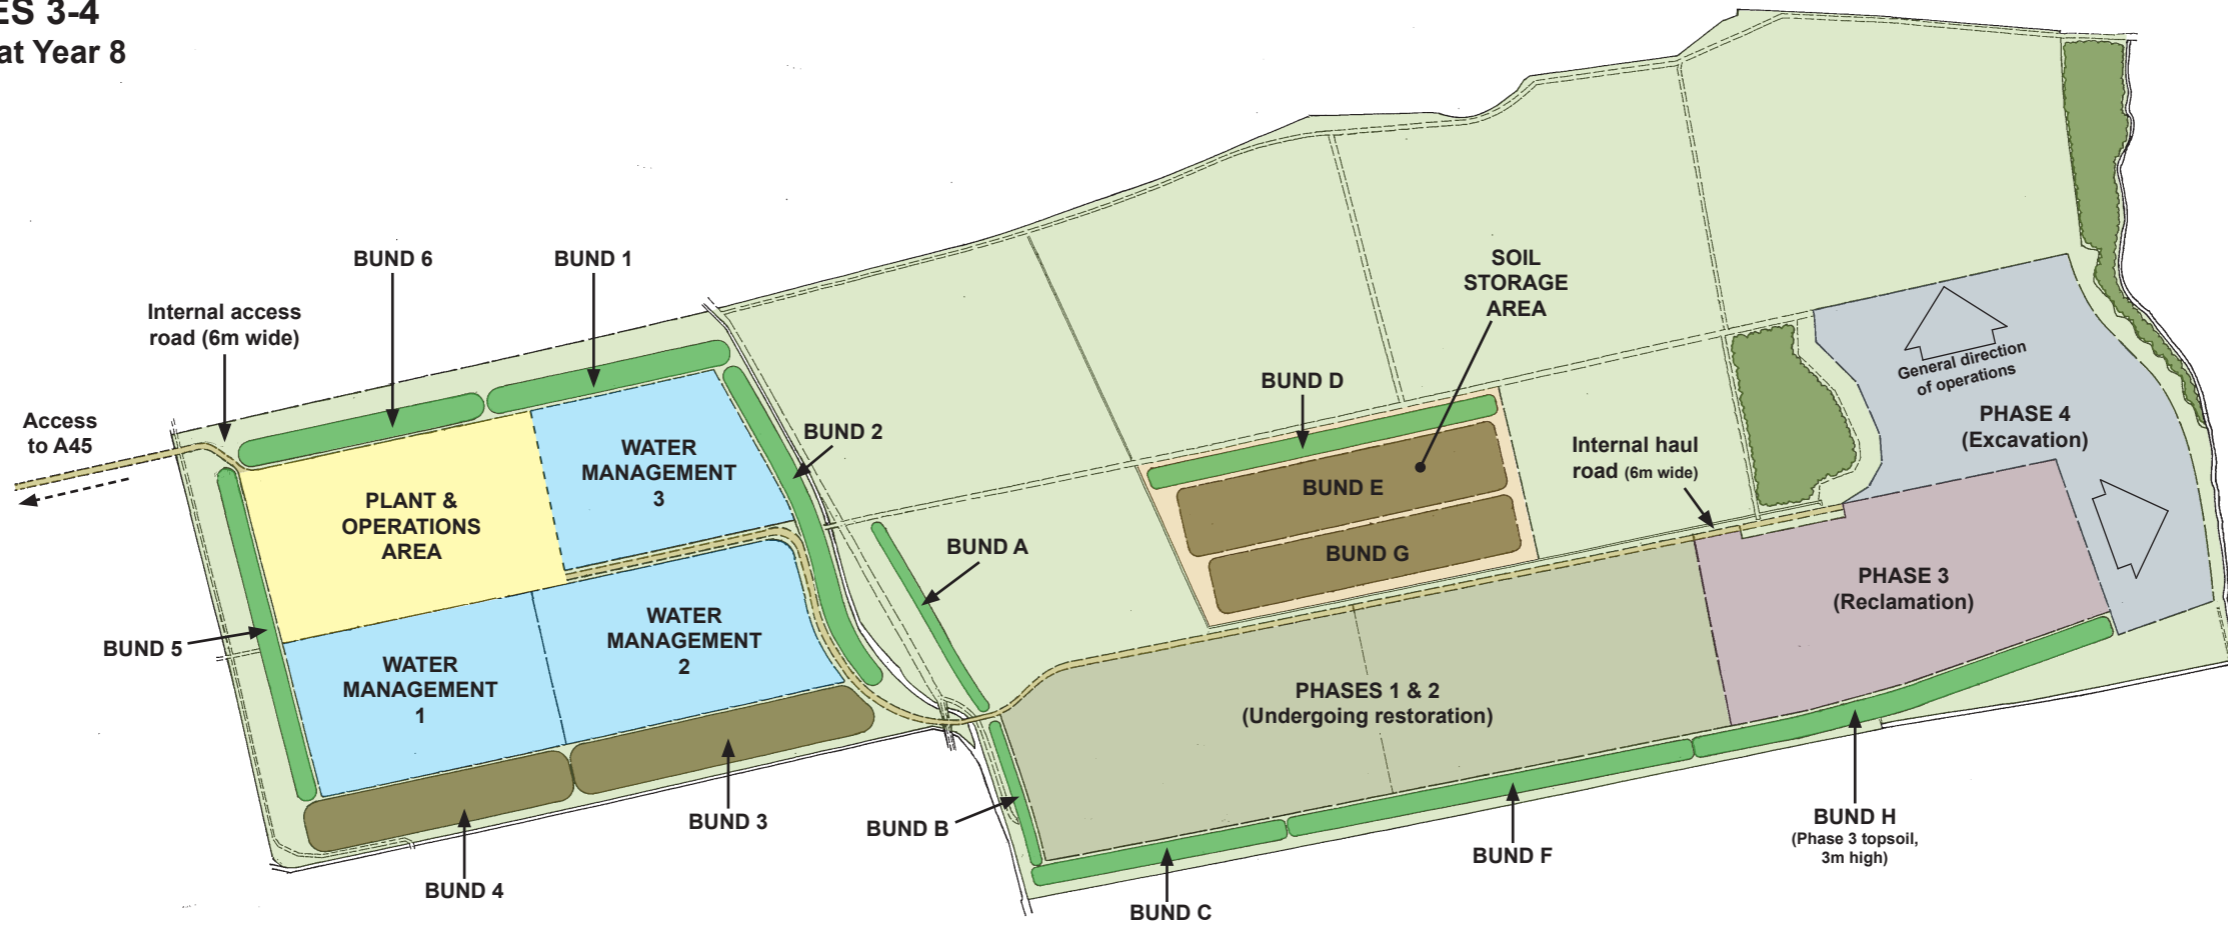 ES 3-4
at Year 8
BUND 6
BUND 1
Internal access
road (6m wide)
Access
to A45
WATER
MANAGEMENT
3
BUND 2
PLANT &
OPERATIONS
AREA
BUND A
SOIL
STORAGE
AREA
BUND D
BUND E
BUND G
Internal haul
road (6m wide)
General direction
of operations
PHASE 4
(Excavation)
PHASE 3
(Reclamation)
BUND 5
WATER
MANAGEMENT
1
WATER
MANAGEMENT
2
PHASES 1 & 2
(Undergoing restoration)
BUND 3
BUND 4
BUND B
BUND C
BUND F
BUND H
(Phase 3 topsoil,
3m high)